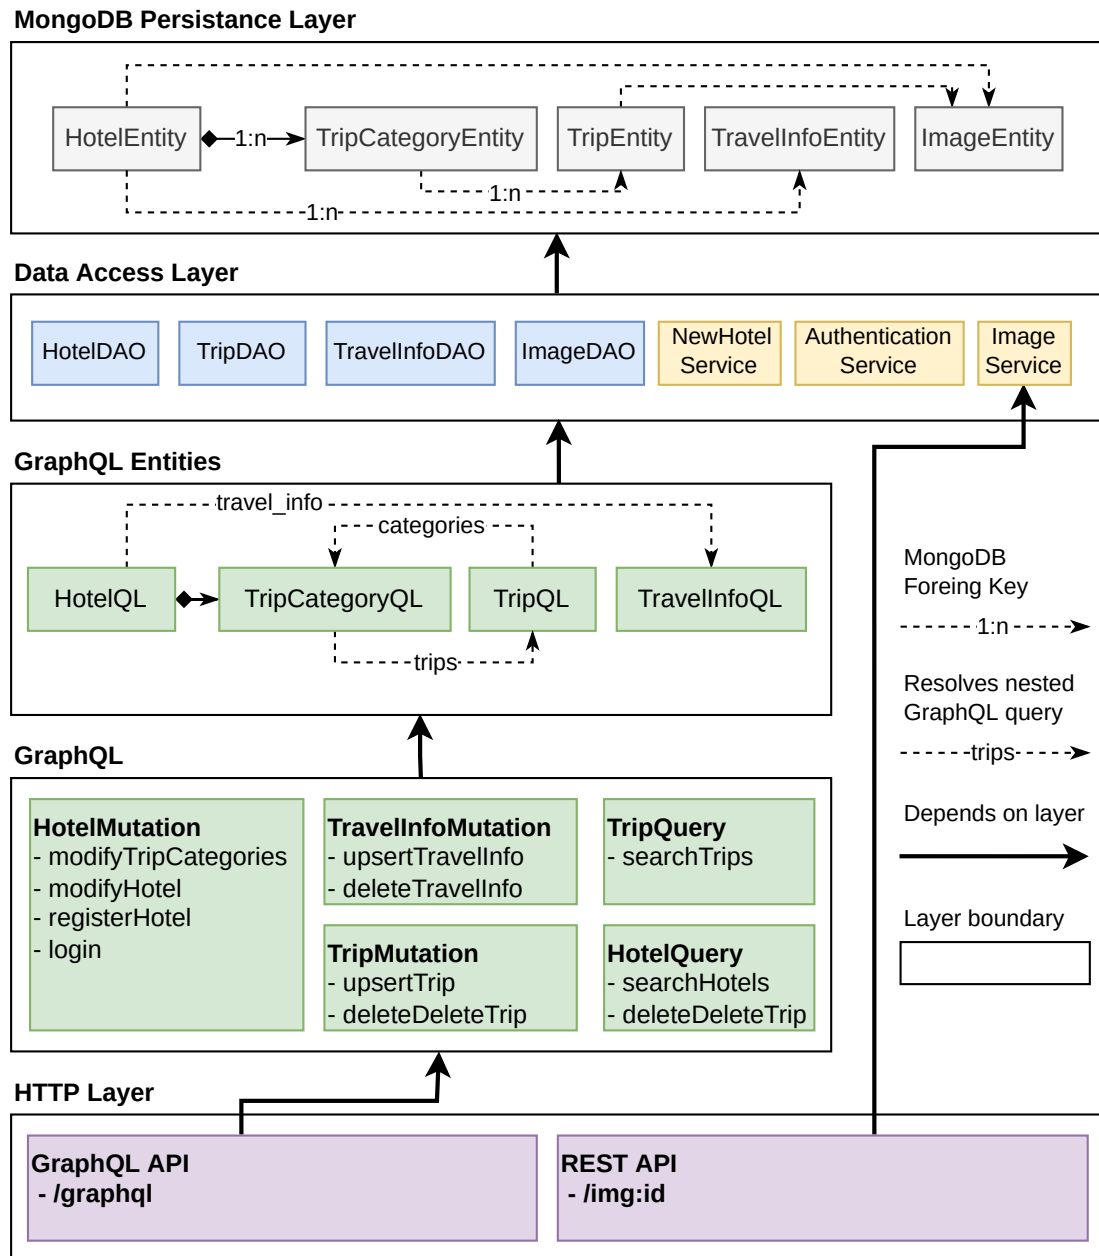 MongoDB Persistance Layer
HotelEntity
1:n
TripCategoryEntity
TripEntity
TravelInfoEntity
ImageEntity
1:n
1:n
Data Access Layer
HotelDAO
TripDAO
TravelInfoDAO
ImageDAO
NewHotel
Service
Authentication
Service
Image
Service
GraphQL Entities
travel_info
categories
HotelQL
TripCategoryQL
TripQL
TravelInfoQL
trips
MongoDB
Foreing Key
1:n
Resolves nested
GraphQL query
trips
Depends on layer
Layer boundary
GraphQL
HotelMutation
- modifyTripCategories
- modifyHotel
- registerHotel
- login
TravelInfoMutation
- upsertTravelInfo
- deleteTravelInfo
TripQuery
- searchTrips
TripMutation
- upsertTrip
- deleteDeleteTrip
HotelQuery
- searchHotels
- deleteDeleteTrip
HTTP Layer
GraphQL API
- /graphql
REST API
- /img:id